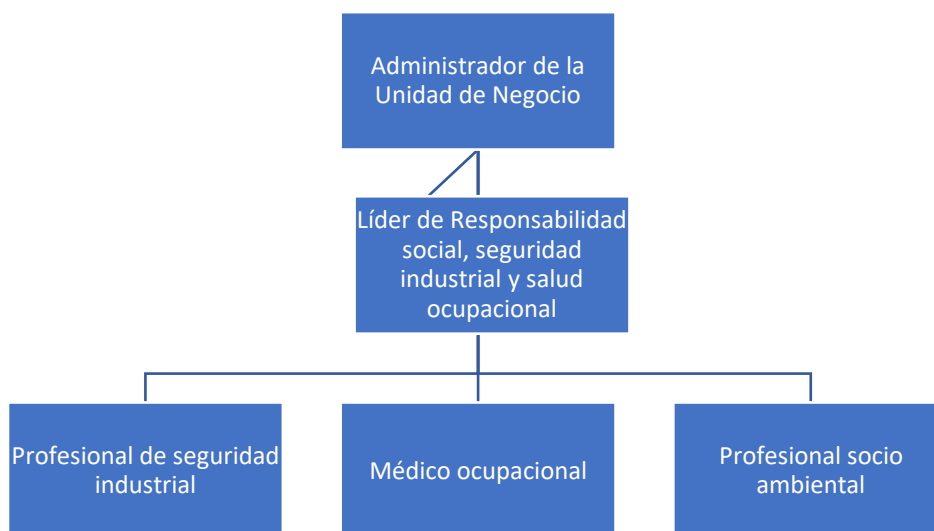 Administrador de la
Unidad de Negocio
Líder de Responsabilidad
social, seguridad
industrial y salud
ocupacional
Profesional de seguridad
industrial
Médico ocupacional
Profesional socio
ambiental